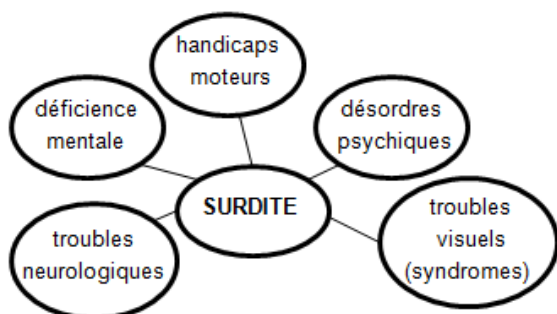 handicaps
moteurs
déficience
mentale
désordres
psychiques
SURDITE
troubles
neurologiques
troubles
visuels
(syndromes)